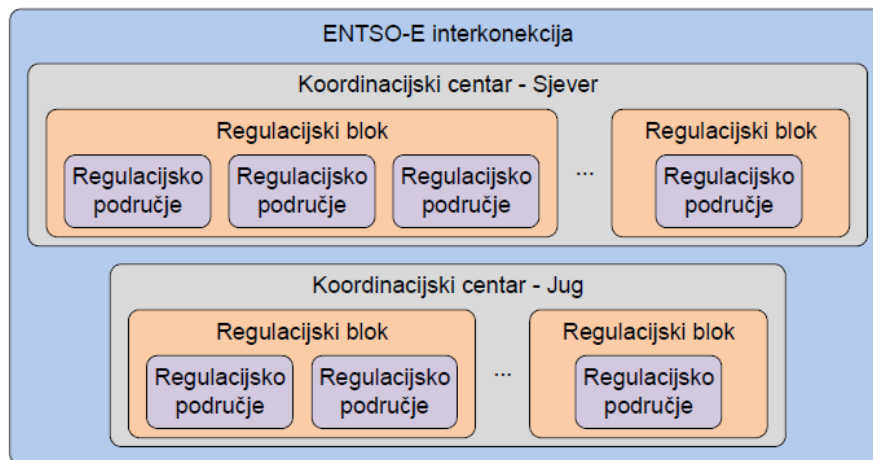 ENTSO-E interkonekcija
Koordinacijski centar - Sjever
Regulacijski blok
Regulacijsko
područje
Regulacijsko
područje
Regulacijsko
područje
...
Regulacijski blok
Regulacijsko
područje
Koordinacijski centar - Jug
Regulacijski blok
Regulacijsko
područje
Regulacijsko
područje
...
Regulacijski blok
Regulacijsko
područje